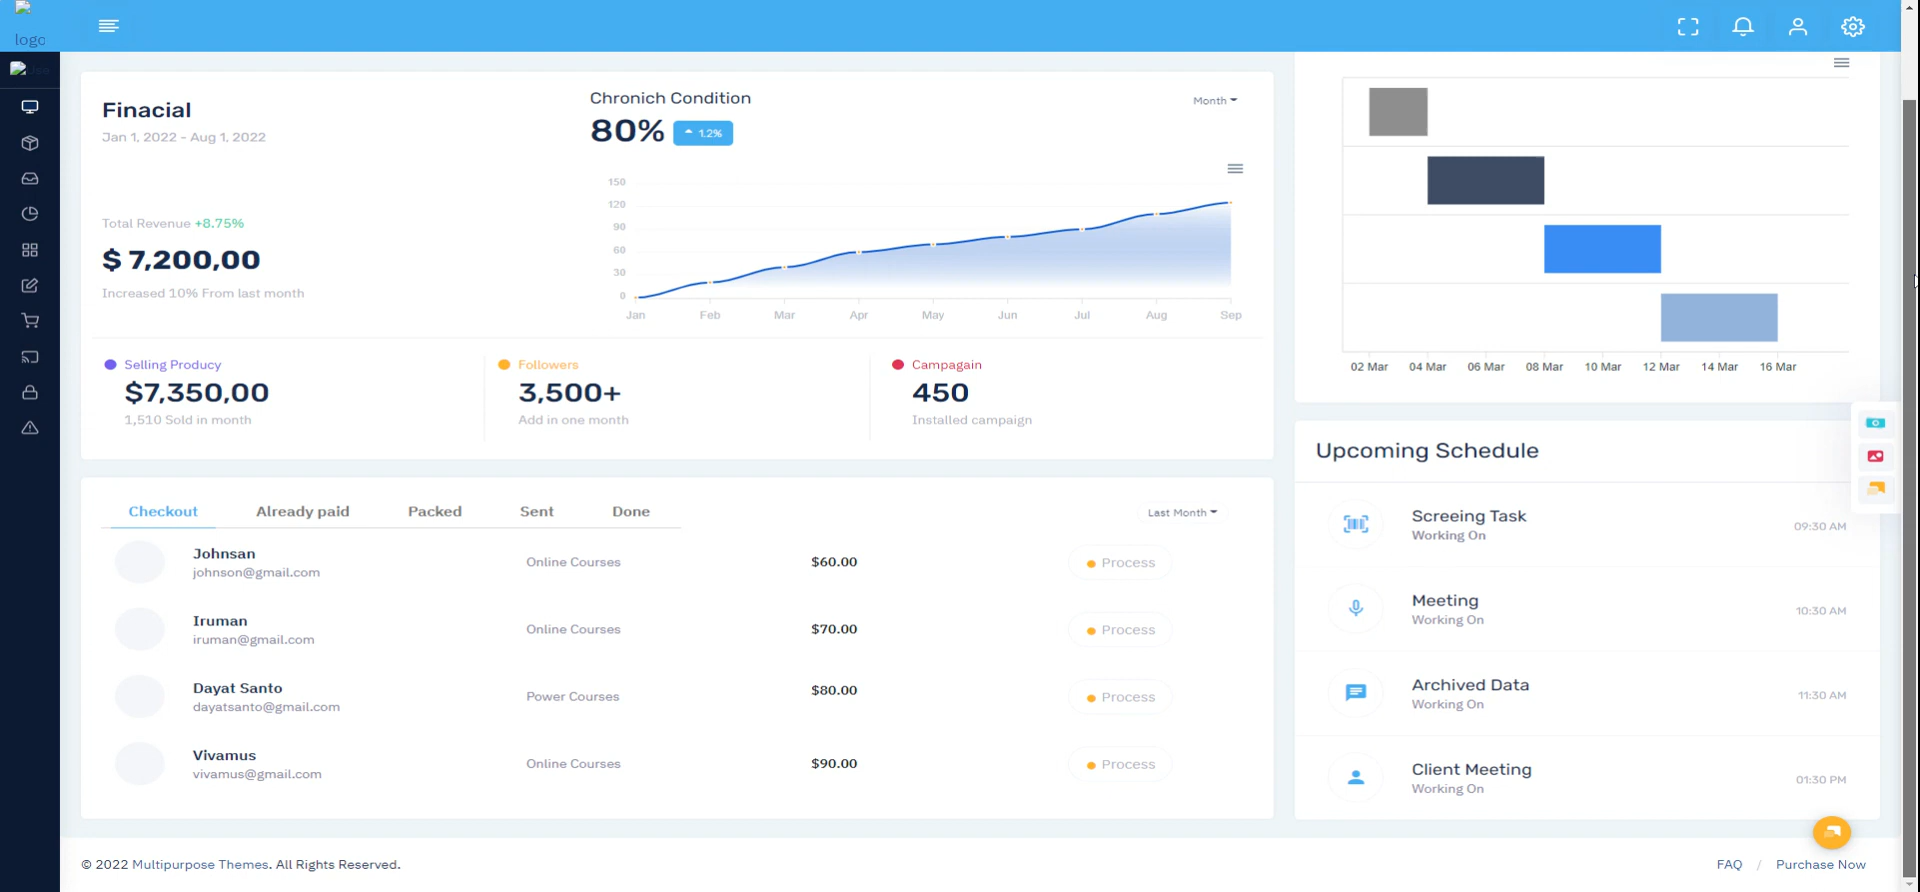 logo
Finacial
Jan 1, 2022 - Aug 1, 2022
Total Revenue +8.75%
$ 7,200,00
Increased 10% From last month
Chronich Condition
80% 1.2%
Month
150
120
90
60
30
0
Jan Feb Mar Apr May Jun Jul Aug Sep
Selling Producy
$7,350,00
1,510 Sold in month
Followers
3,500+
Add in one month
Campagain
450
Installed campaign
02 Mar 04 Mar 06 Mar 08 Mar 10 Mar 12 Mar 14 Mar 16 Mar
Checkout Already paid Packed Sent Done
Last Month
Johnsan
johnson@gmail.com
Online Courses
$60.00
Process
Iruman
iruman@gmail.com
Online Courses
$70.00
Process
Dayat Santo
dayatsanto@gmail.com
Power Courses
$80.00
Process
Vivamus
vivamus@gmail.com
Online Courses
$90.00
Process
Upcoming Schedule
Screeing Task
Working On
09:30 AM
Meeting
Working On
10:30 AM
Archived Data
Working On
11:30 AM
Client Meeting
Working On
01:30 PM
© 2022 Multipurpose Themes. All Rights Reserved.
FAQ / Purchase Now